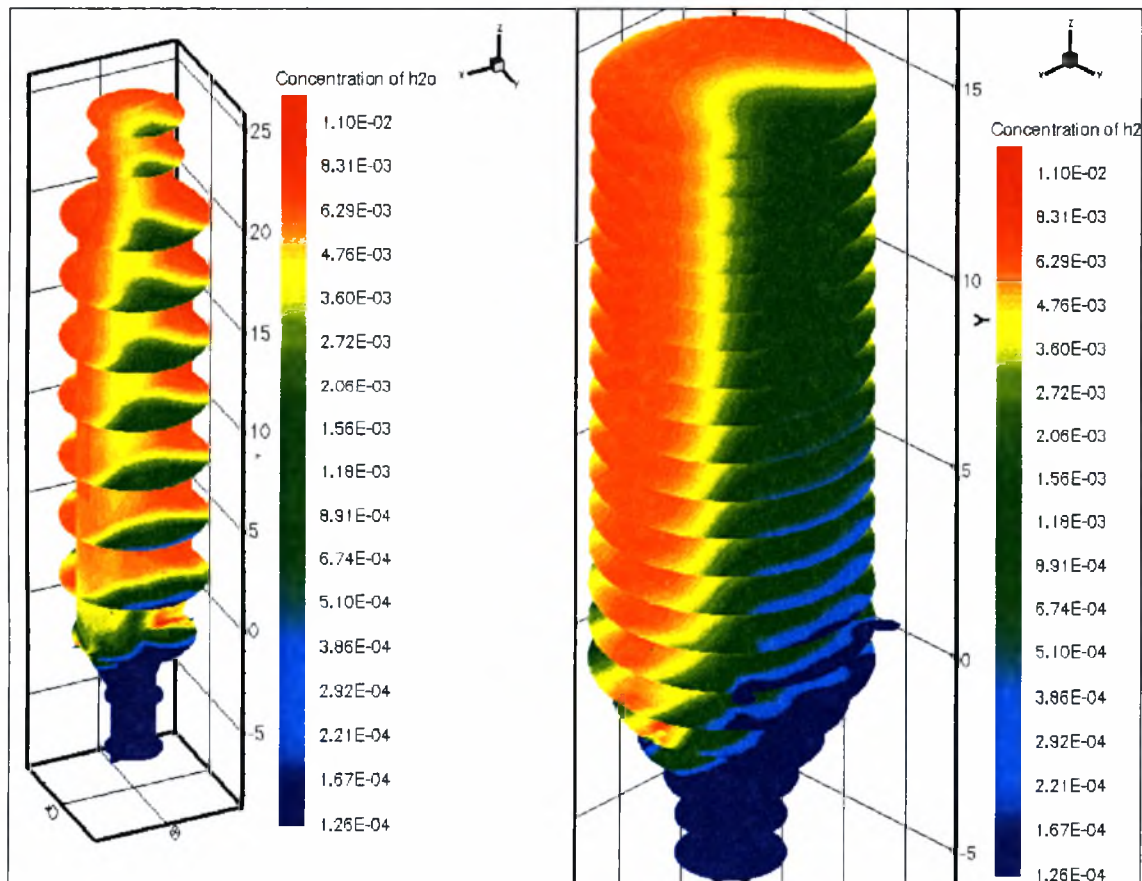 z
Y
Y
Concentration of h2o
1.10E-02
8.31E-03
6.29E-03
4.76E-03
3.60E-03
2.72E-03
2.06E-03
1.56E-03
1.18E-03
8.91E-04
6.74E-04
5.10E-04
3.86E-04
2.92E-04
2.21E-04
1.67E-04
1.26E-04
25
20
15
10
5
0
-5
z
Y
Y
Concentration of h2
1.10E-02
8.31E-03
6.29E-03
4.76E-03
3.60E-03
2.72E-03
2.06E-03
1.56E-03
1.18E-03
8.91E-04
6.74E-04
5.10E-04
3.86E-04
2.92E-04
2.21E-04
1.67E-04
1.26E-04
15
10
Y
5
0
-5